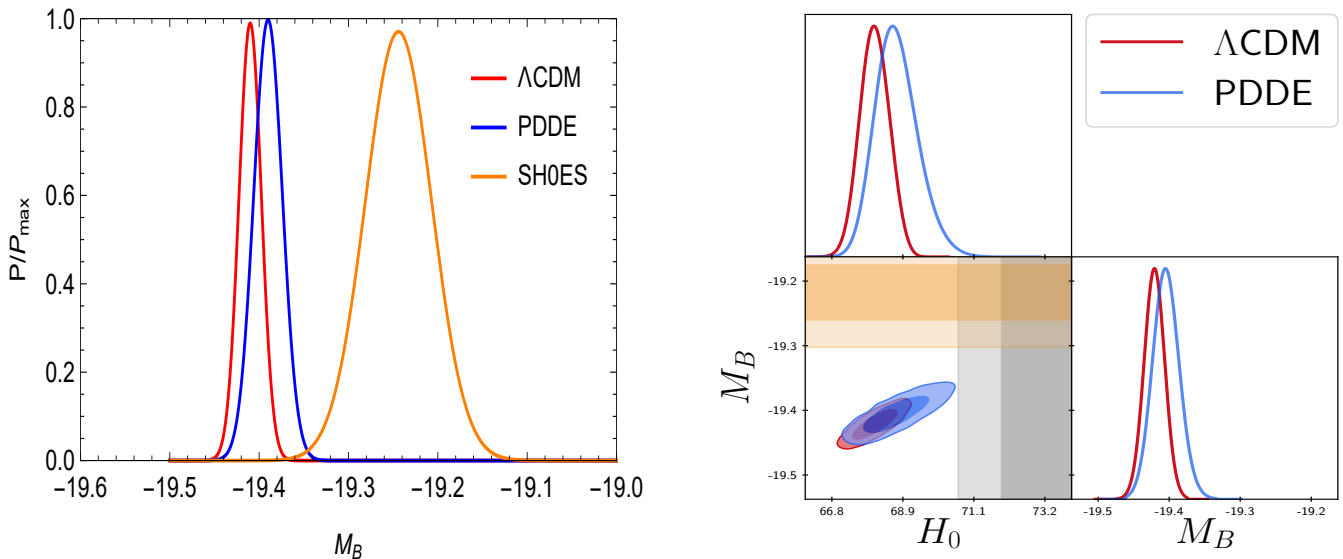 P/P_max
1.0
0.8
0.6
0.4
0.2
0.0
−19.6 −19.5 −19.4 −19.3 −19.2 −19.1 −19.0
M_B
ΛCDM
PDDE
SH0ES
ΛCDM
PDDE
M_B
-19.2
-19.3
-19.4
-19.5
66.8 68.9 71.1 73.2
H_0
-19.5 -19.4 -19.3 -19.2
M_B